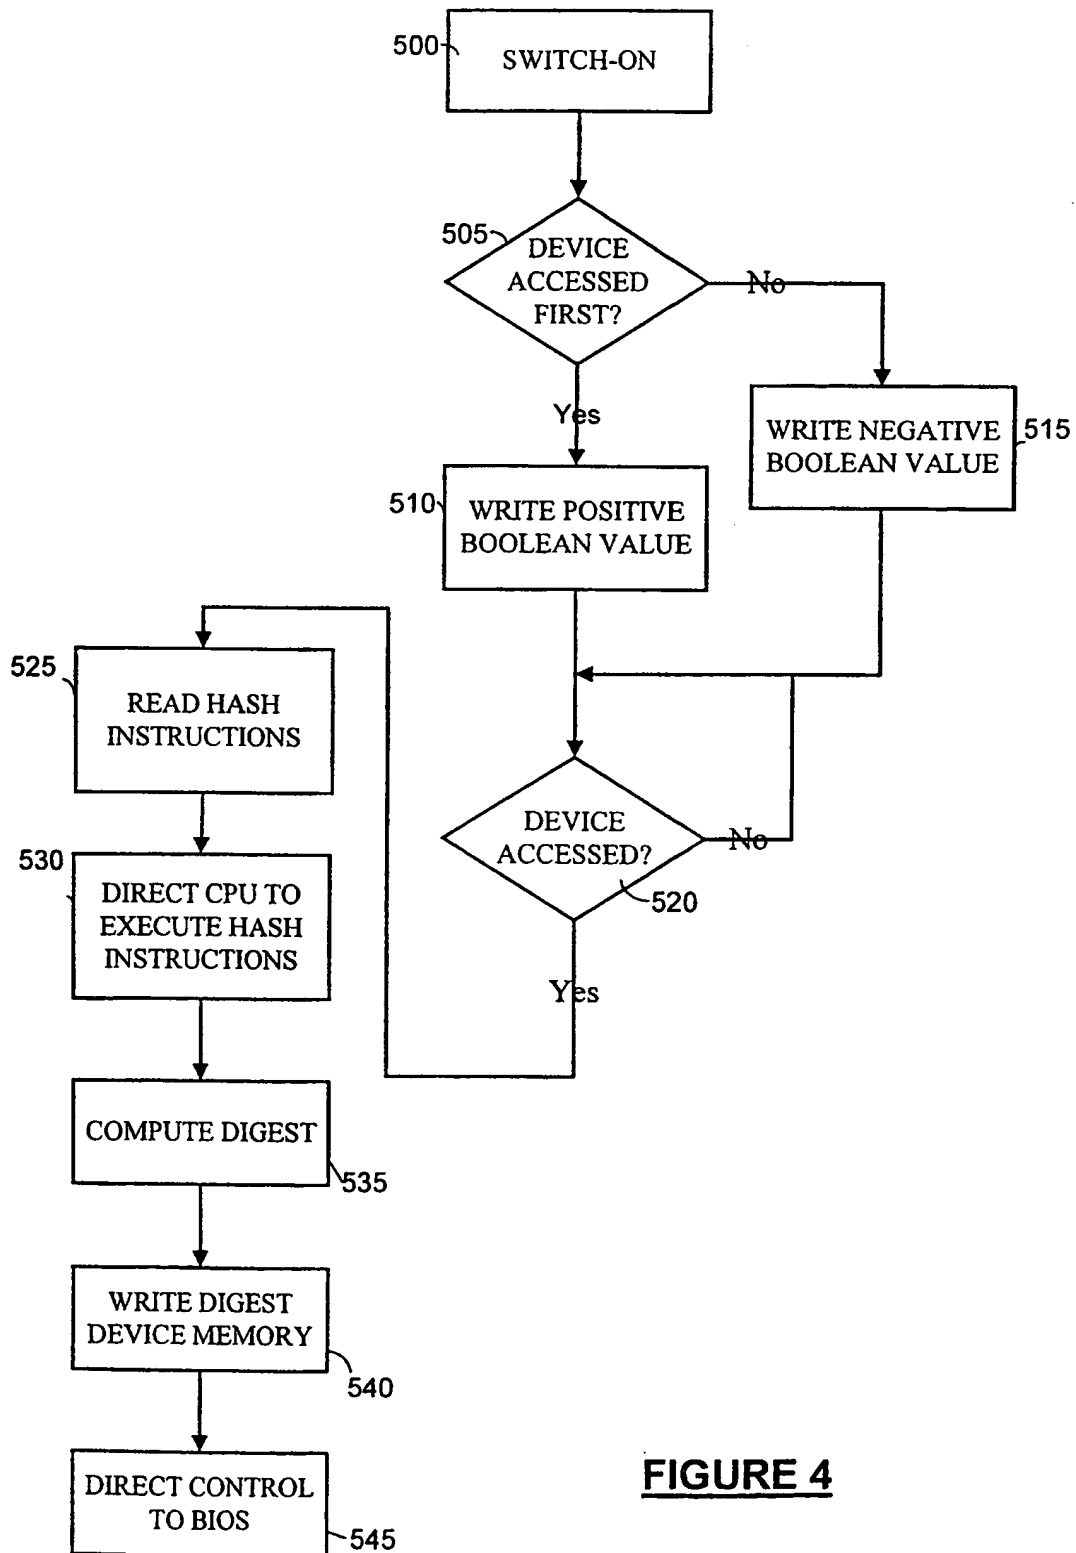 500
SWITCH-ON
505
DEVICE
ACCESSED
FIRST?
No
Yes
WRITE NEGATIVE
BOOLEAN VALUE
515
510
WRITE POSITIVE
BOOLEAN VALUE
525
READ HASH
INSTRUCTIONS
DEVICE
ACCESSED?
No
520
Yes
530
DIRECT CPU TO
EXECUTE HASH
INSTRUCTIONS
COMPUTE DIGEST
535
WRITE DIGEST
DEVICE MEMORY
540
DIRECT CONTROL
TO BIOS
545
FIGURE 4